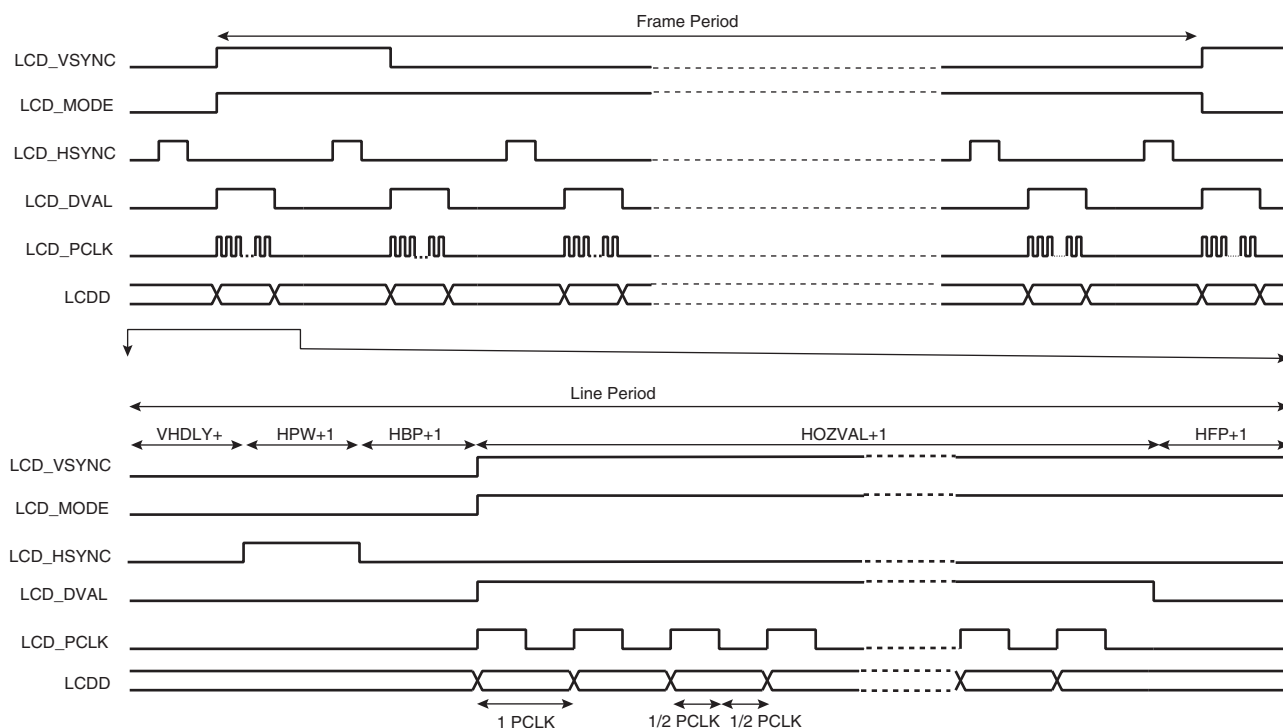 Frame Period
LCD_VSYNC
LCD_MODE
LCD_HSYNC
LCD_DVAL
LCD_PCLK
LCDD
Line Period
VHDLY+ HPW+1 HBP+1 HOZVAL+1 HFP+1
LCD_VSYNC
LCD_MODE
LCD_HSYNC
LCD_DVAL
LCD_PCLK
LCDD
1 PCLK 1/2 PCLK 1/2 PCLK